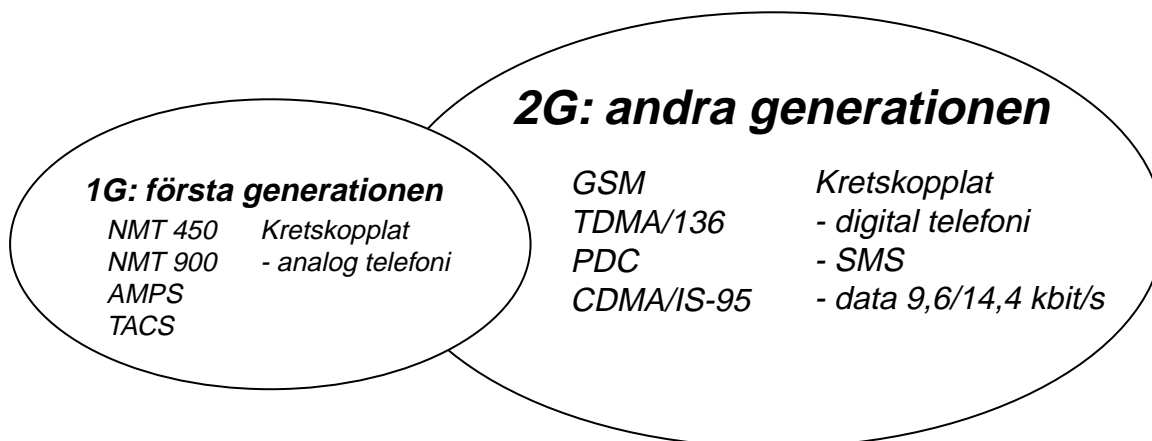 2G: andra generationen
GSM Kretskopplat
TDMA/136 - digital telefoni
PDC - SMS
CDMA/IS-95 - data 9,6/14,4 kbit/s
1G: första generationen
NMT 450 Kretskopplat
NMT 900 - analog telefoni
AMPS
TACS